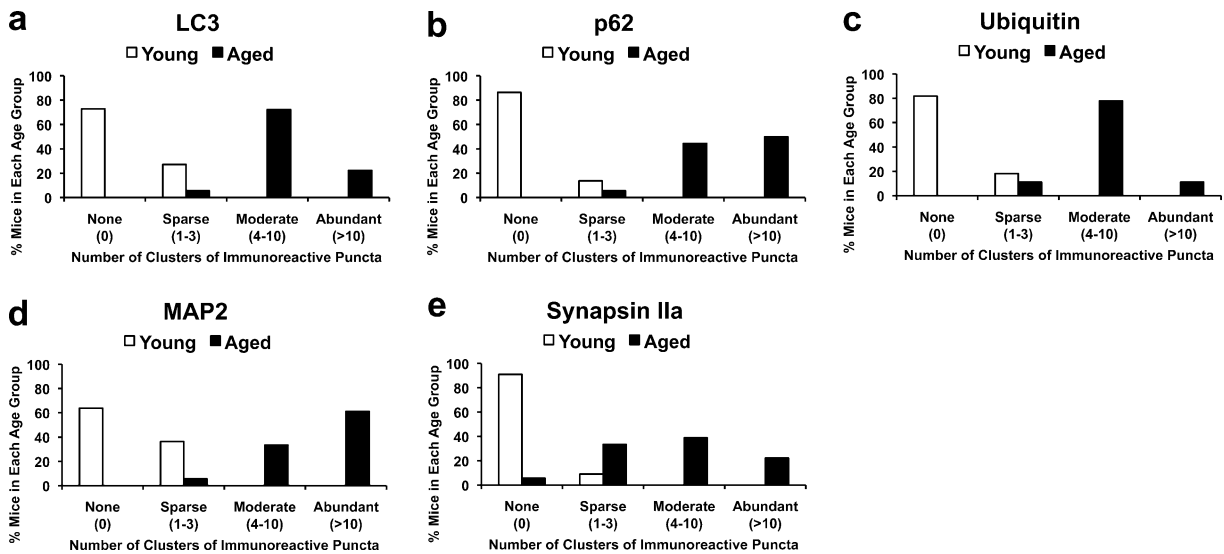 a
LC3
Young Aged
% Mice in Each Age Group
100
80
60
40
20
0
None Sparse Moderate Abundant
(0) (1-3) (4-10) (>10)
Number of Clusters of Immunoreactive Puncta
b
p62
Young Aged
% Mice in Each Age Group
100
80
60
40
20
0
None Sparse Moderate Abundant
(0) (1-3) (4-10) (>10)
Number of Clusters of Immunoreactive Puncta
c
Ubiquitin
Young Aged
% Mice in Each Age Group
100
80
60
40
20
0
None Sparse Moderate Abundant
(0) (1-3) (4-10) (>10)
Number of Clusters of Immunoreactive Puncta
d
MAP2
Young Aged
% Mice in Each Age Group
100
80
60
40
20
0
None Sparse Moderate Abundant
(0) (1-3) (4-10) (>10)
Number of Clusters of Immunoreactive Puncta
e
Synapsin IIa
Young Aged
% Mice in Each Age Group
100
80
60
40
20
0
None Sparse Moderate Abundant
(0) (1-3) (4-10) (>10)
Number of Clusters of Immunoreactive Puncta